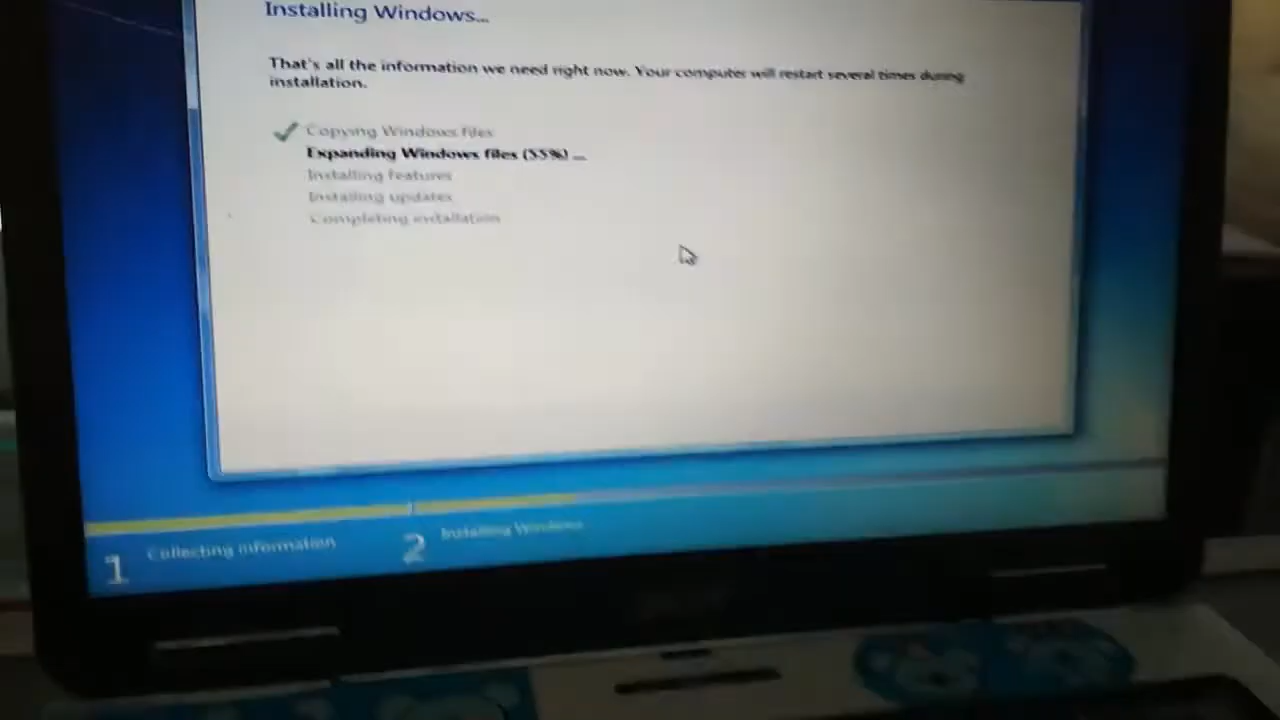 Installing Windows...
That's all the information we need right now. Your computer will restart several times during
installation.
Copying Windows files
Expanding Windows files (55%) ...
Installing features
Installing updates
Completing installation
1 Collecting information
2 Installing Windows